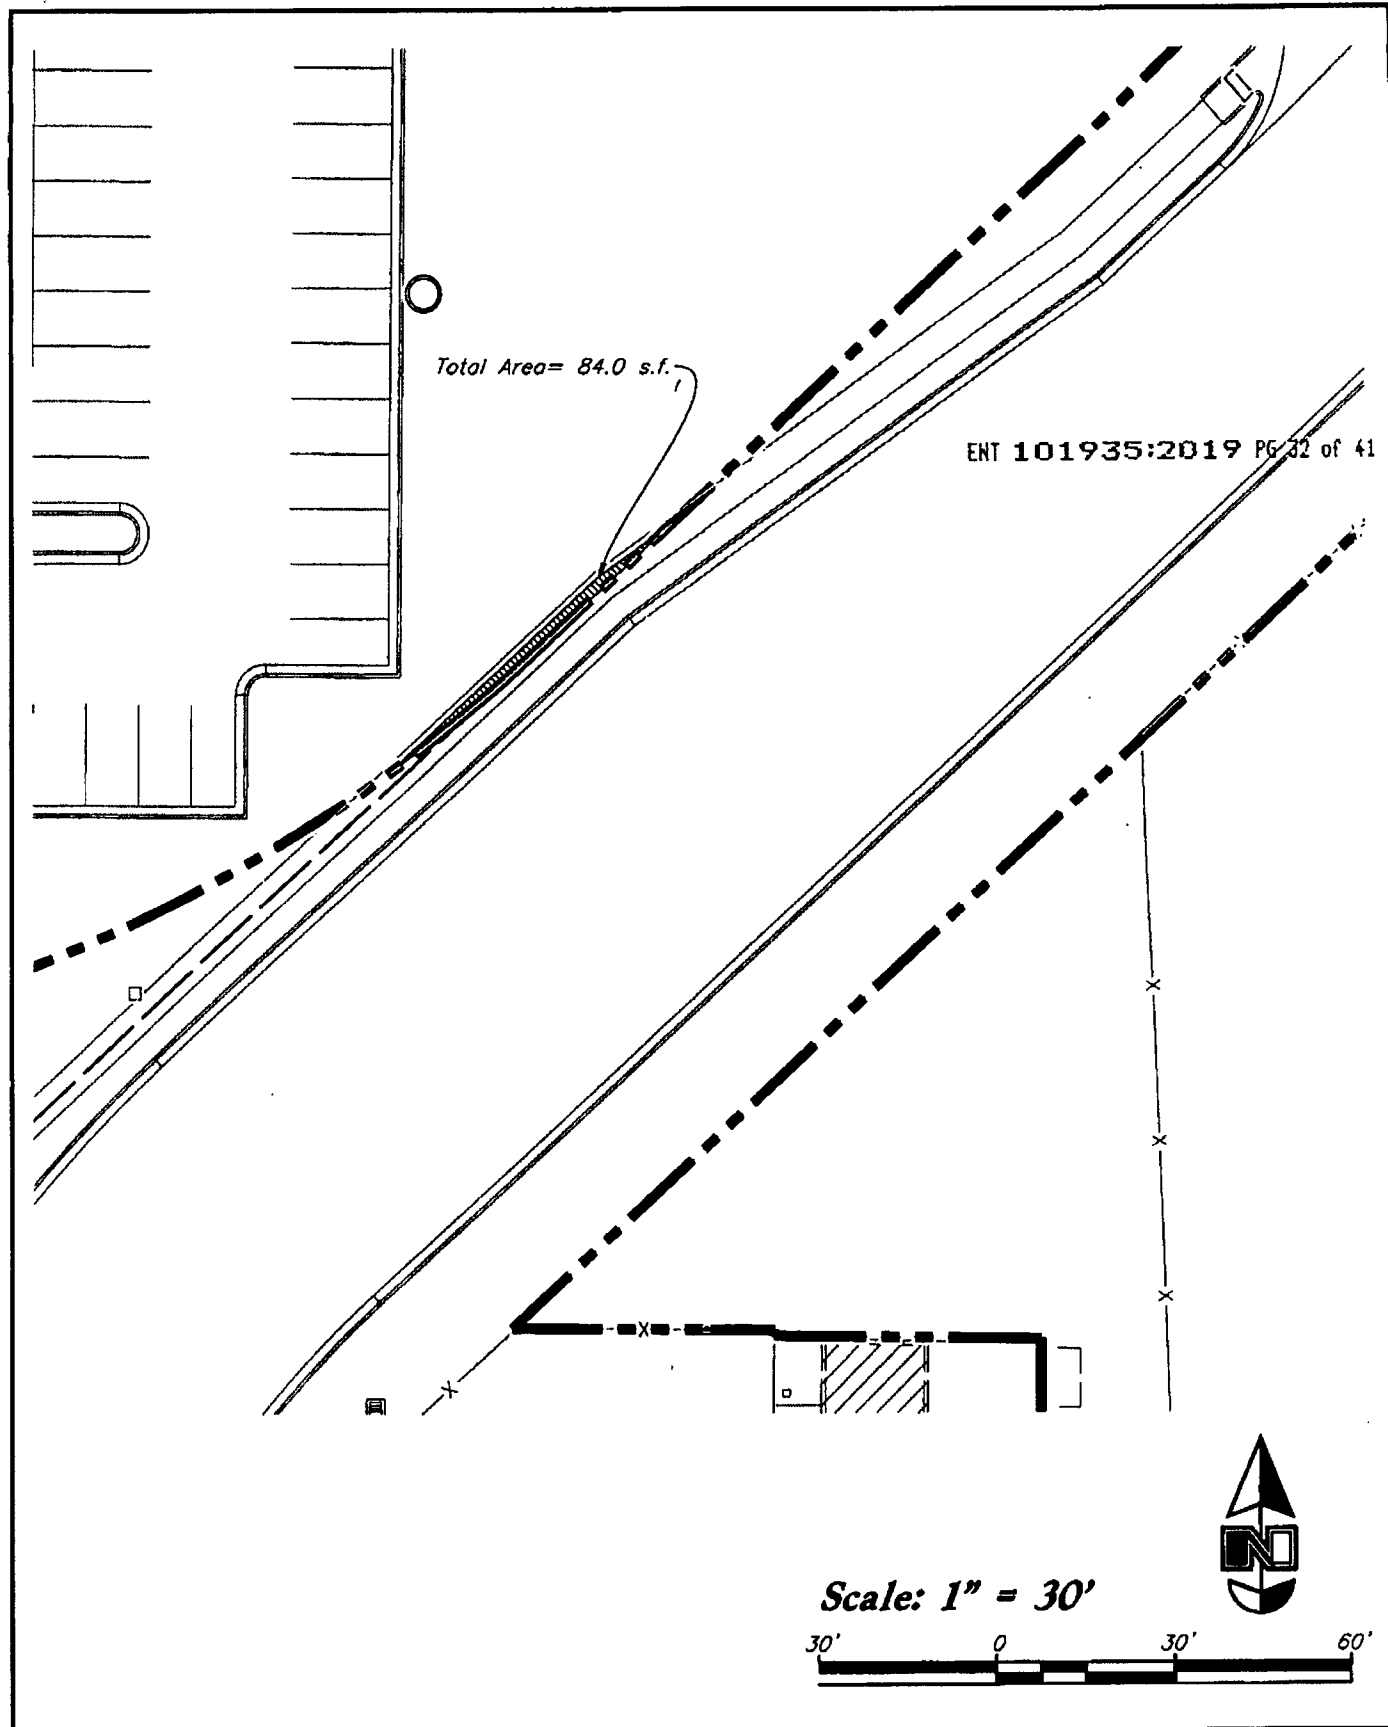 Total Area= 84.0 s.f.
ENT 101935:2019 PG 32 of 41
X
X
X
X
X
N
Scale: 1" = 30'
30' 0 30' 60'